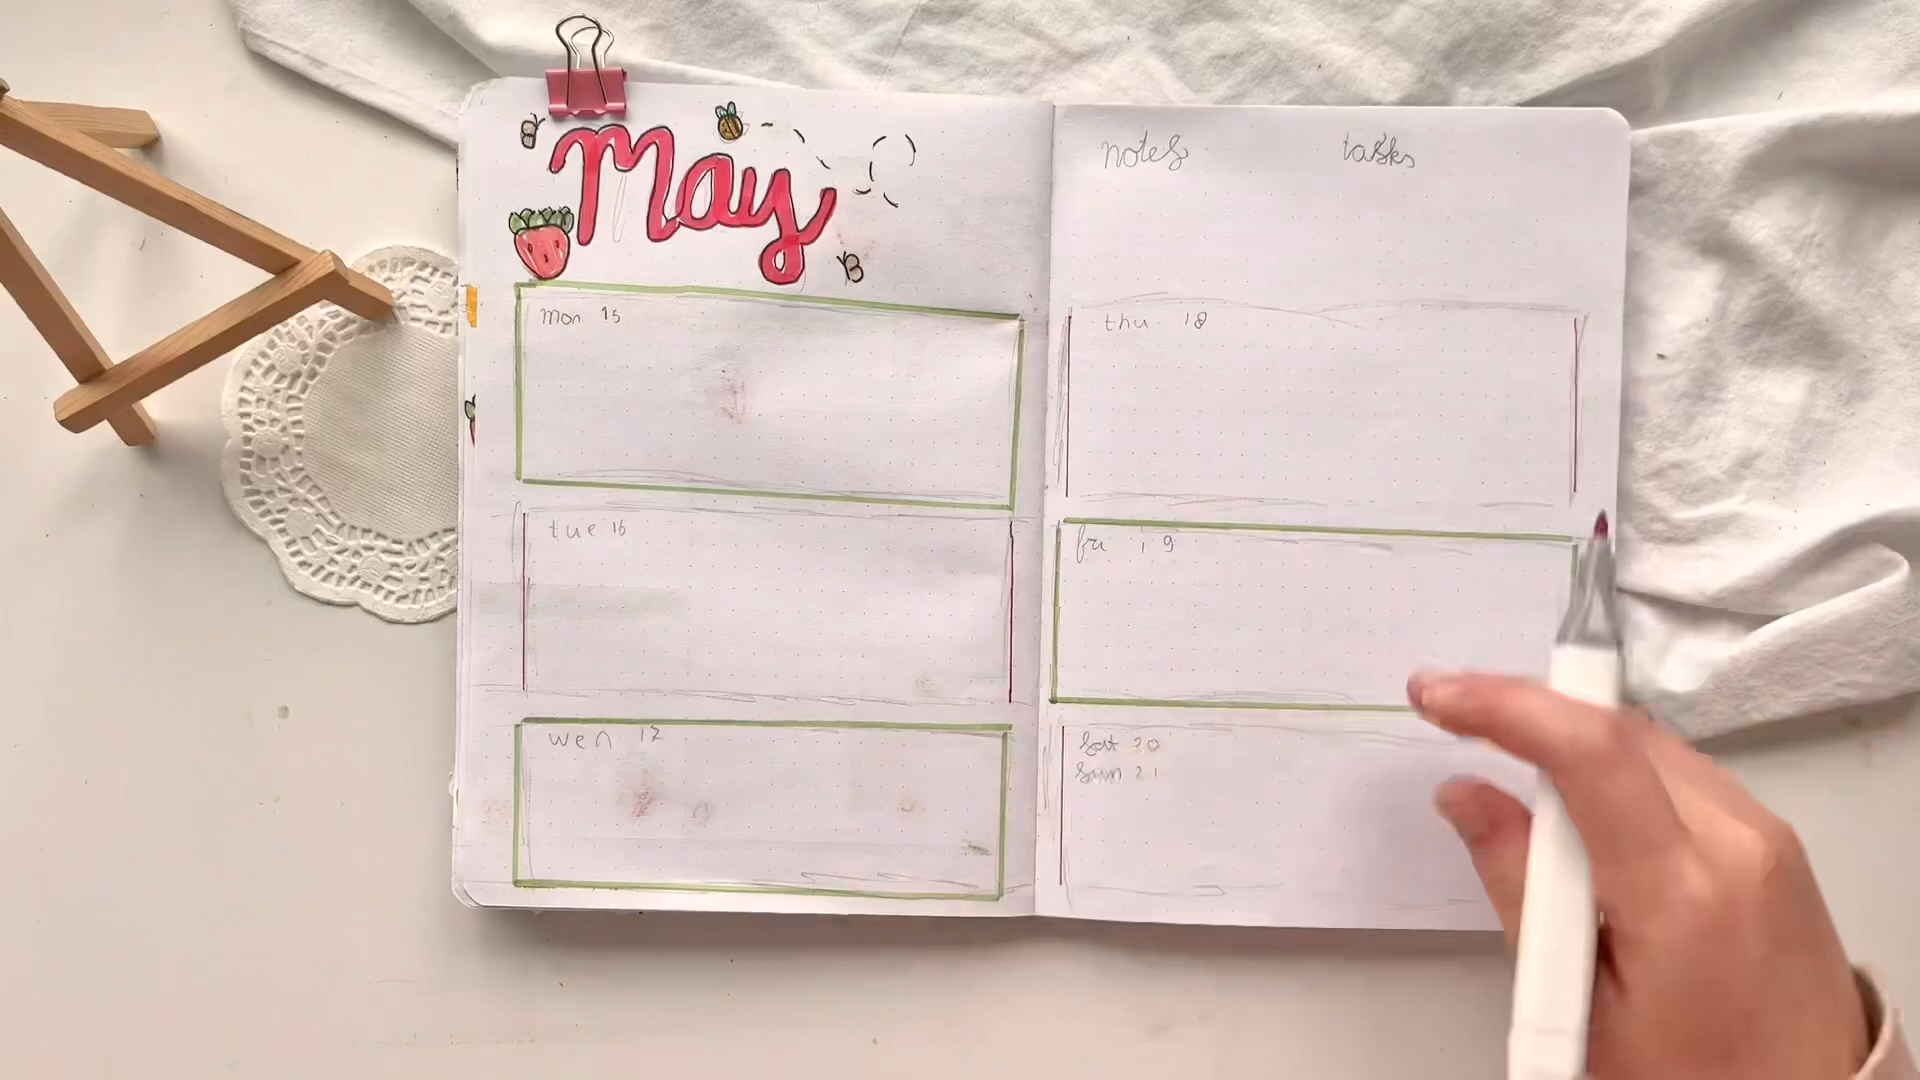 May
mon 15
tue 16
wen 17
notes
tasks
thu 18
fri 19
Sat 20
Sun 21